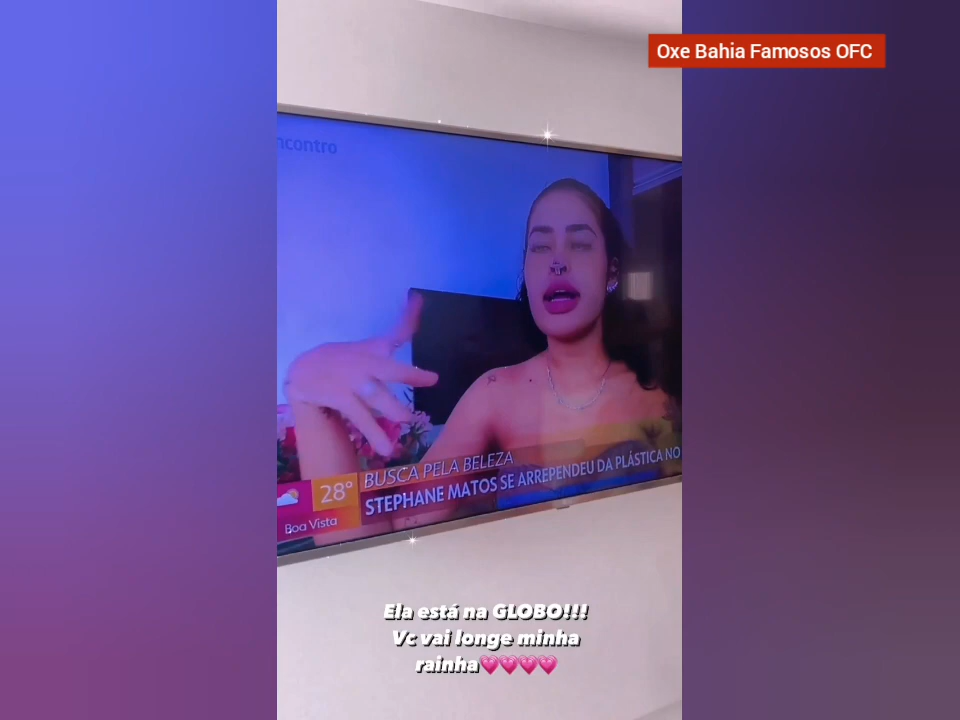 Oxe Bahia Famosos OFC
ncontro
BUSCA PELA BELEZA
28° STEPHANE MATOS SE ARREPENDEU DA PLÁSTICA NO
Boa Vista
Ela está na GLOBO!!!
Vc vai longe minha
rainha💗💗💗💗